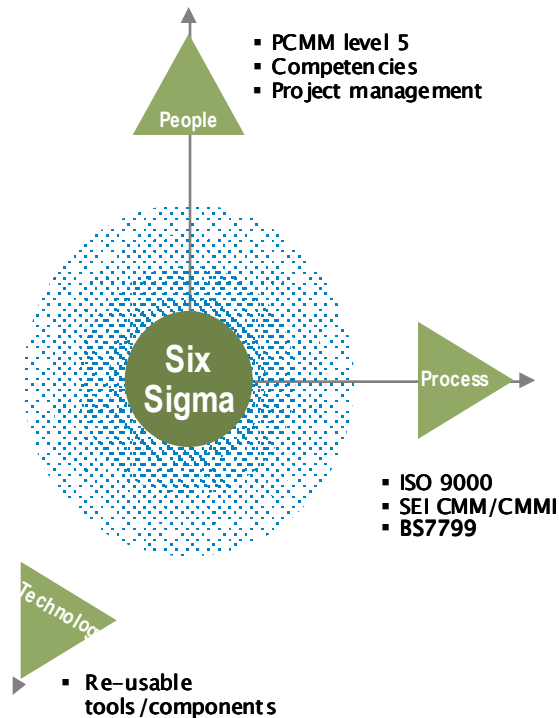 ▪ PCMM level 5
▪ Competencies
▪ Project management
People
Six
Sigma
Process
▪ ISO 9000
▪ SEI CMM/CMMI
▪ BS7799
Technolog
▪ Re-usable
tools/components